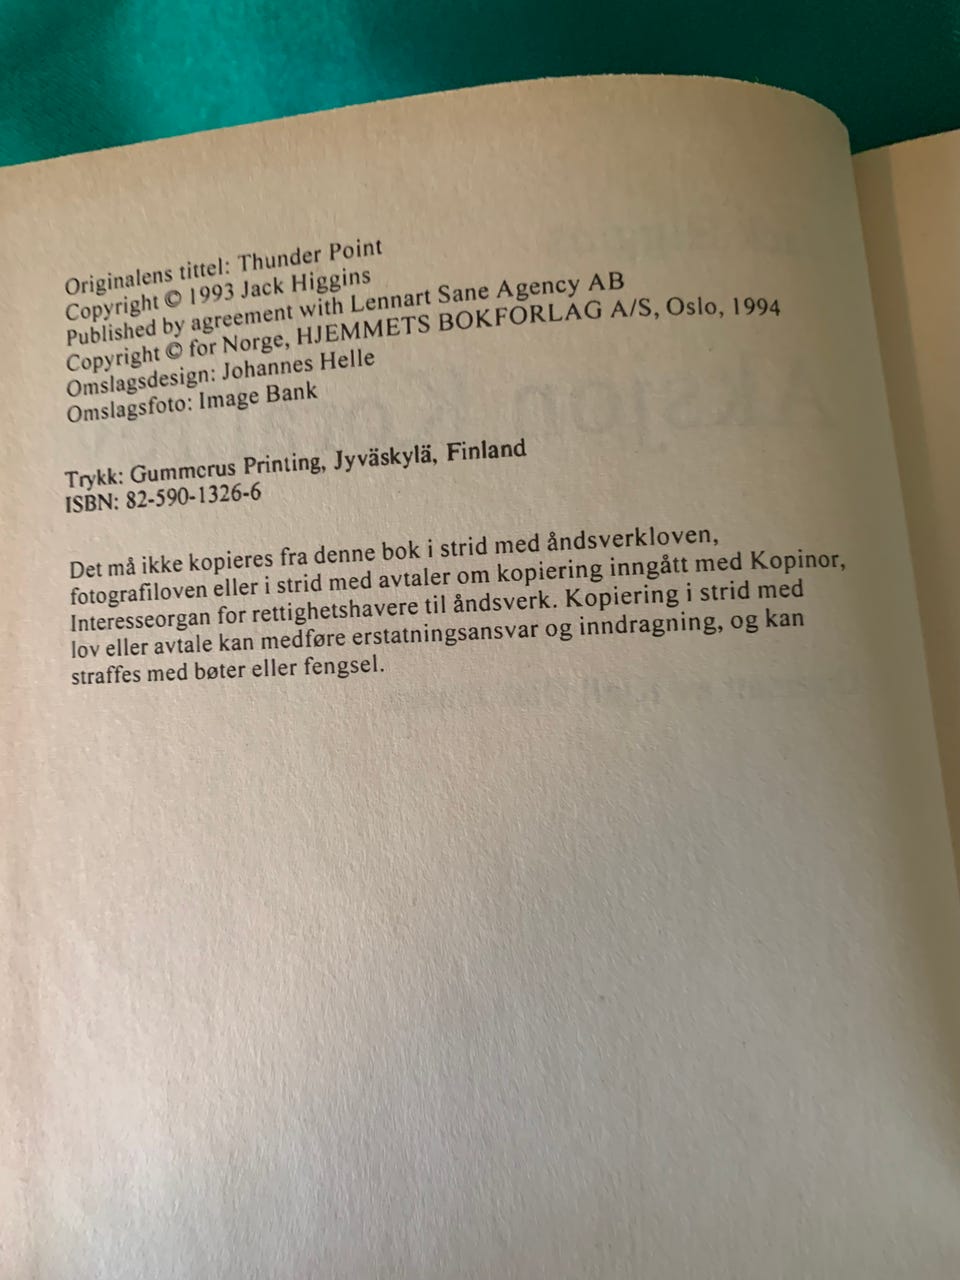 Originalens tittel: Thunder Point
Copyright © 1993 Jack Higgins
Published by agreement with Lennart Sane Agency AB
Copyright © for Norge, HJEMMETS BOKFORLAG A/S, Oslo, 1994
Omslagsdesign: Johannes Helle
Omslagsfoto: Image Bank
Trykk: Gummerus Printing, Jyväskylä, Finland
ISBN: 82-590-1326-6
Det må ikke kopieres fra denne bok i strid med åndsverkloven,
fotografiloven eller i strid med avtaler om kopiering inngått med Kopinor,
Interesseorgan for rettighetshavere til åndsverk. Kopiering i strid med
lov eller avtale kan medføre erstatningsansvar og inndragning, og kan
straffes med bøter eller fengsel.